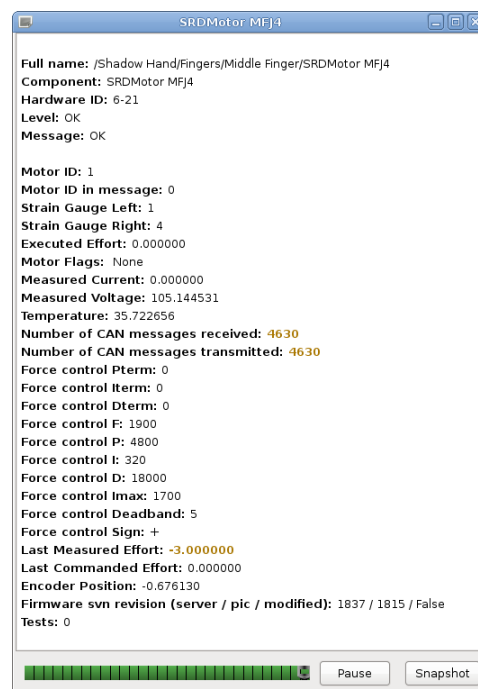 SRDMotor MFJ4
Full name: /Shadow Hand/Fingers/Middle Finger/SRDMotor MFJ4
Component: SRDMotor MFJ4
Hardware ID: 6-21
Level: OK
Message: OK
Motor ID: 1
Motor ID in message: 0
Strain Gauge Left: 1
Strain Gauge Right: 4
Executed Effort: 0.000000
Motor Flags: None
Measured Current: 0.000000
Measured Voltage: 105.144531
Temperature: 35.722656
Number of CAN messages received: 4630
Number of CAN messages transmitted: 4630
Force control Pterm: 0
Force control Iterm: 0
Force control Dterm: 0
Force control F: 1900
Force control P: 4800
Force control I: 320
Force control D: 18000
Force control Imax: 1700
Force control Deadband: 5
Force control Sign: +
Last Measured Effort: -3.000000
Last Commanded Effort: 0.000000
Encoder Position: -0.676130
Firmware svn revision (server / pic / modified): 1837 / 1815 / False
Tests: 0
Pause Snapshot